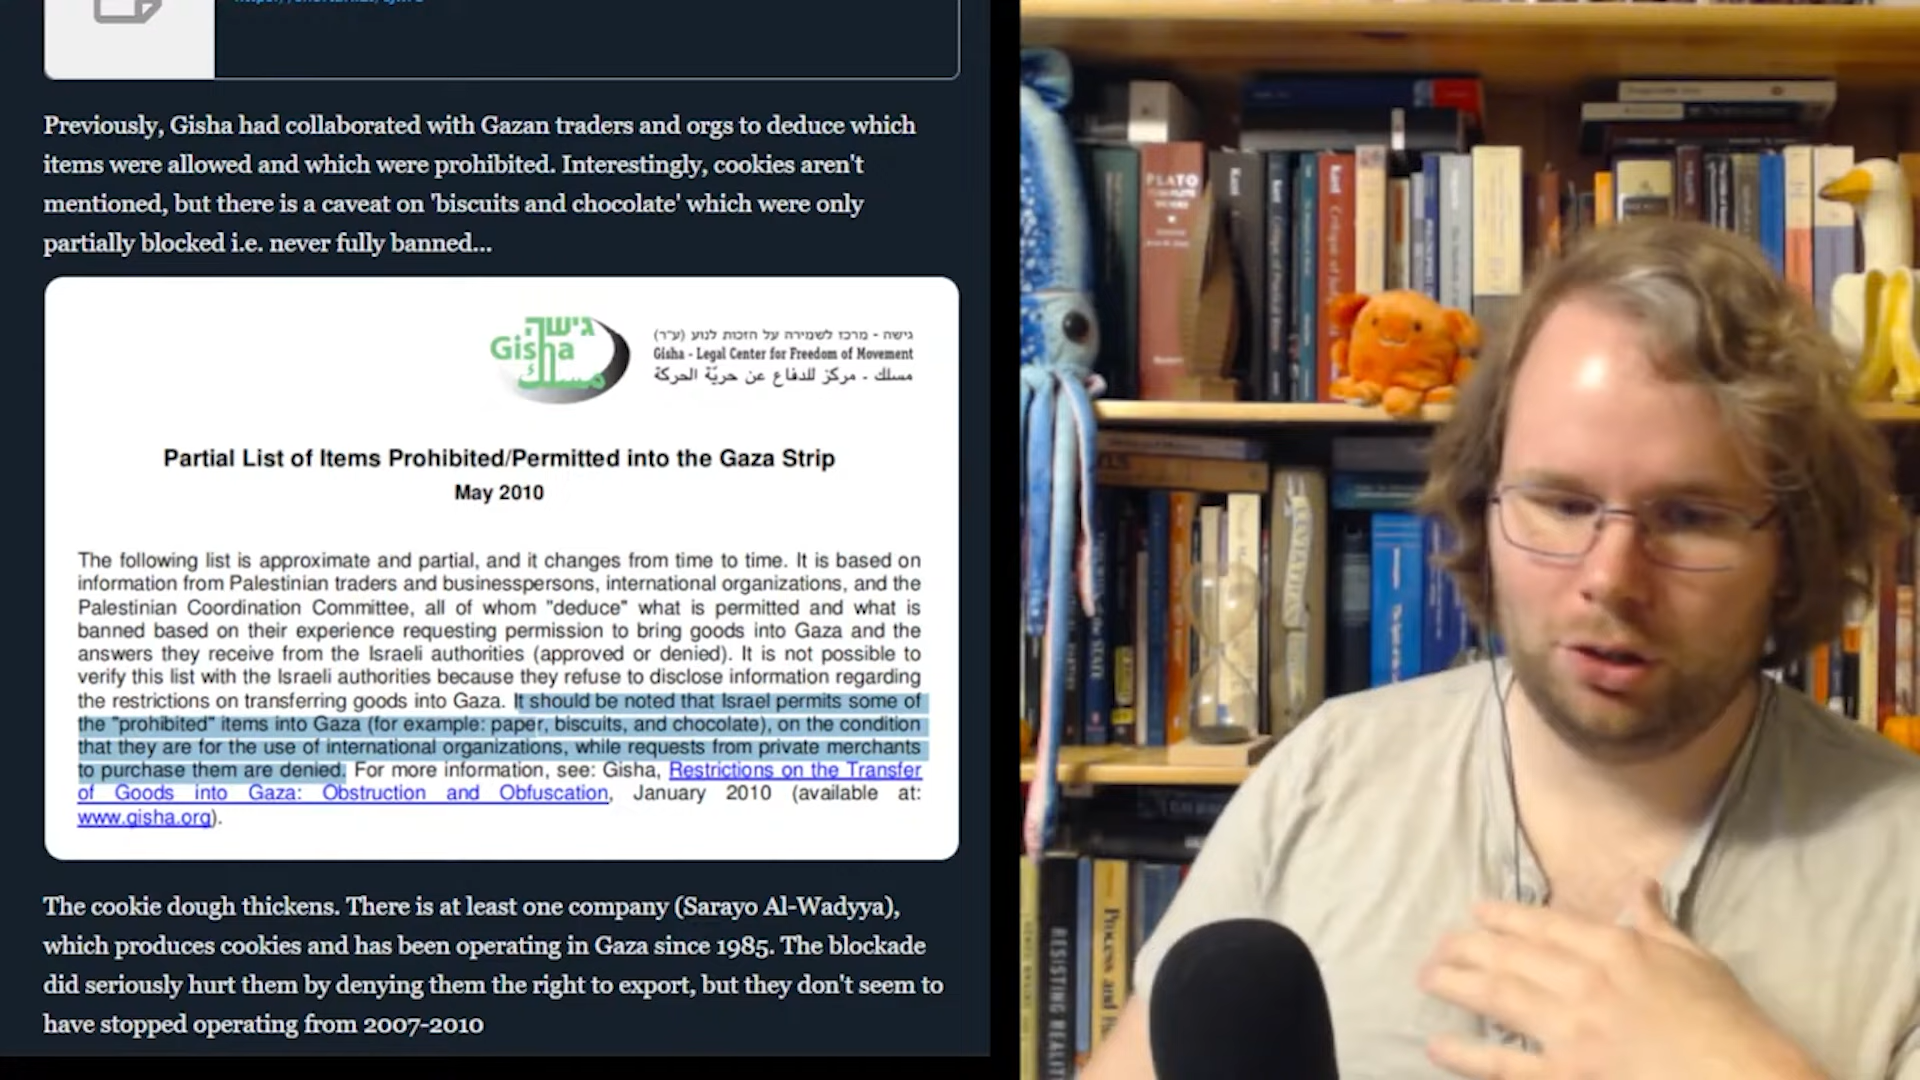 Previously, Gisha had collaborated with Gazan traders and orgs to deduce which
items were allowed and which were prohibited. Interestingly, cookies aren't
mentioned, but there is a caveat on 'biscuits and chocolate' which were only
partially blocked i.e. never fully banned...
גישה
Gisha
مسلك
גישה - מרכז לשמירה על הזכות לנוע (ע"ר)
Gisha - Legal Center for Freedom of Movement
مسلك - مركز للدفاع عن حريّة الحركة
Partial List of Items Prohibited/Permitted into the Gaza Strip
May 2010
The following list is approximate and partial, and it changes from time to time. It is based on
information from Palestinian traders and businesspersons, international organizations, and the
Palestinian Coordination Committee, all of whom "deduce" what is permitted and what is
banned based on their experience requesting permission to bring goods into Gaza and the
answers they receive from the Israeli authorities (approved or denied). It is not possible to
verify this list with the Israeli authorities because they refuse to disclose information regarding
the restrictions on transferring goods into Gaza. It should be noted that Israel permits some of
the "prohibited" items into Gaza (for example: paper, biscuits, and chocolate), on the condition
that they are for the use of international organizations, while requests from private merchants
to purchase them are denied. For more information, see: Gisha, Restrictions on the Transfer
of Goods into Gaza: Obstruction and Obfuscation, January 2010 (available at:
www.gisha.org).
The cookie dough thickens. There is at least one company (Sarayo Al-Wadyya),
which produces cookies and has been operating in Gaza since 1985. The blockade
did seriously hurt them by denying them the right to export, but they don't seem to
have stopped operating from 2007-2010
PLATO
Kant
Kant
Kant
LEVIATHAN
RESISTING REALITY
Process and